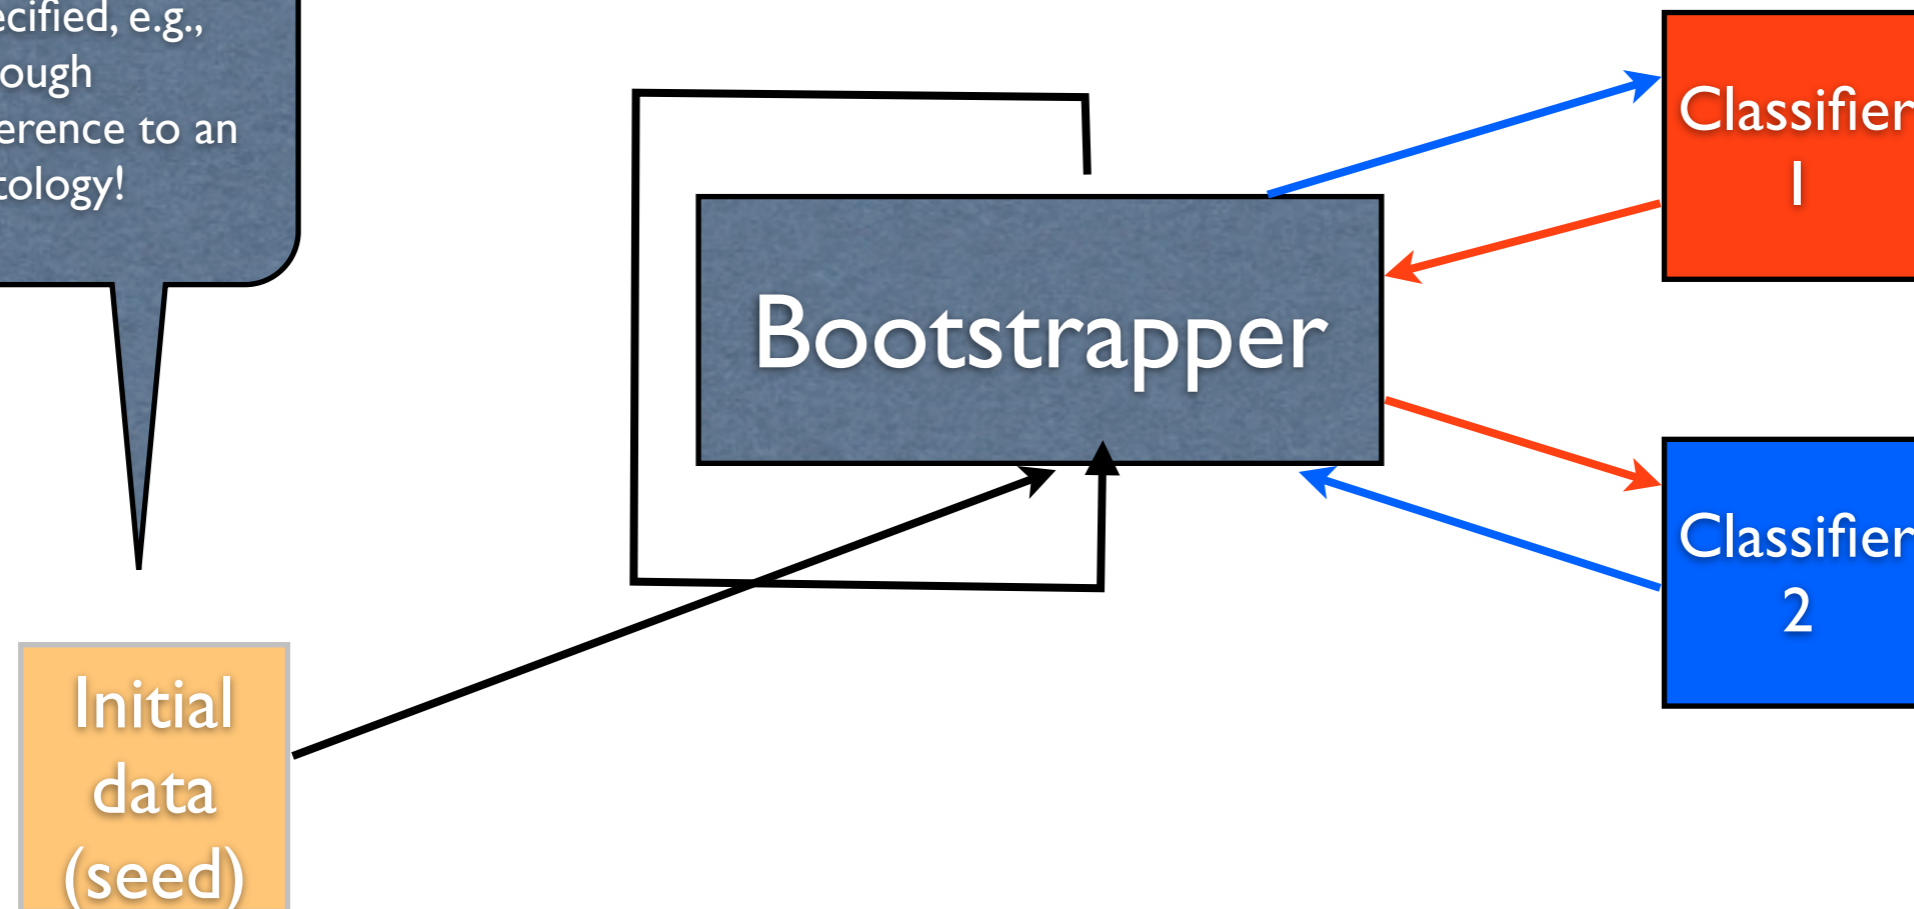 ecified, e.g.,
ough
erence to an
tology!
Bootstrapper
Classifier
1
Classifier
2
Initial
data
(seed)